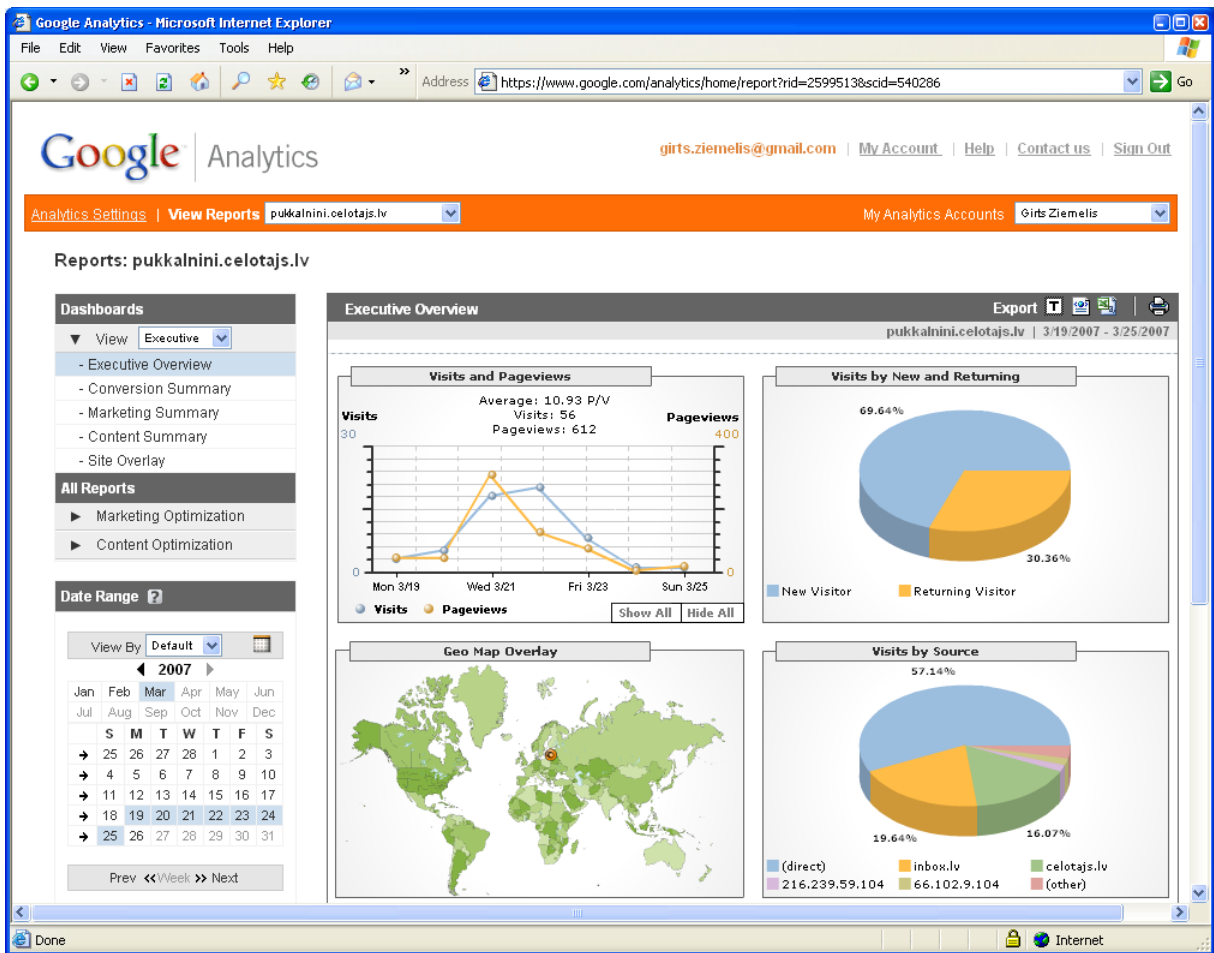 Google Analytics - Microsoft Internet Explorer
File Edit View Favorites Tools Help
» Address https://www.google.com/analytics/home/report?rid=2599513&scid=540286 Go
Google Analytics
girts.ziemelis@gmail.com | My Account | Help | Contact us | Sign Out
Analytics Settings | View Reports pukkalnini.celotajs.lv My Analytics Accounts Girts Ziemelis
Reports: pukkalnini.celotajs.lv
Dashboards
▼ View Executive
- Executive Overview
- Conversion Summary
- Marketing Summary
- Content Summary
- Site Overlay
All Reports
► Marketing Optimization
► Content Optimization
Date Range ?
View By Default
2007
Jan Feb Mar Apr May Jun
Jul Aug Sep Oct Nov Dec
S M T W T F S
25 26 27 28 1 2 3
4 5 6 7 8 9 10
11 12 13 14 15 16 17
18 19 20 21 22 23 24
25 26 27 28 29 30 31
Prev Week Next
Executive Overview Export T
pukkalnini.celotajs.lv | 3/19/2007 - 3/25/2007
Visits and Pageviews
Average: 10.93 P/V
Visits Visits: 56 Pageviews
30 Pageviews: 612 400
0 0
Mon 3/19 Wed 3/21 Fri 3/23 Sun 3/25
Visits Pageviews Show All Hide All
Visits by New and Returning
69.64%
30.36%
New Visitor Returning Visitor
Geo Map Overlay
Visits by Source
57.14%
19.64% 16.07%
(direct) inbox.lv celotajs.lv
216.239.59.104 66.102.9.104 (other)
Done Internet